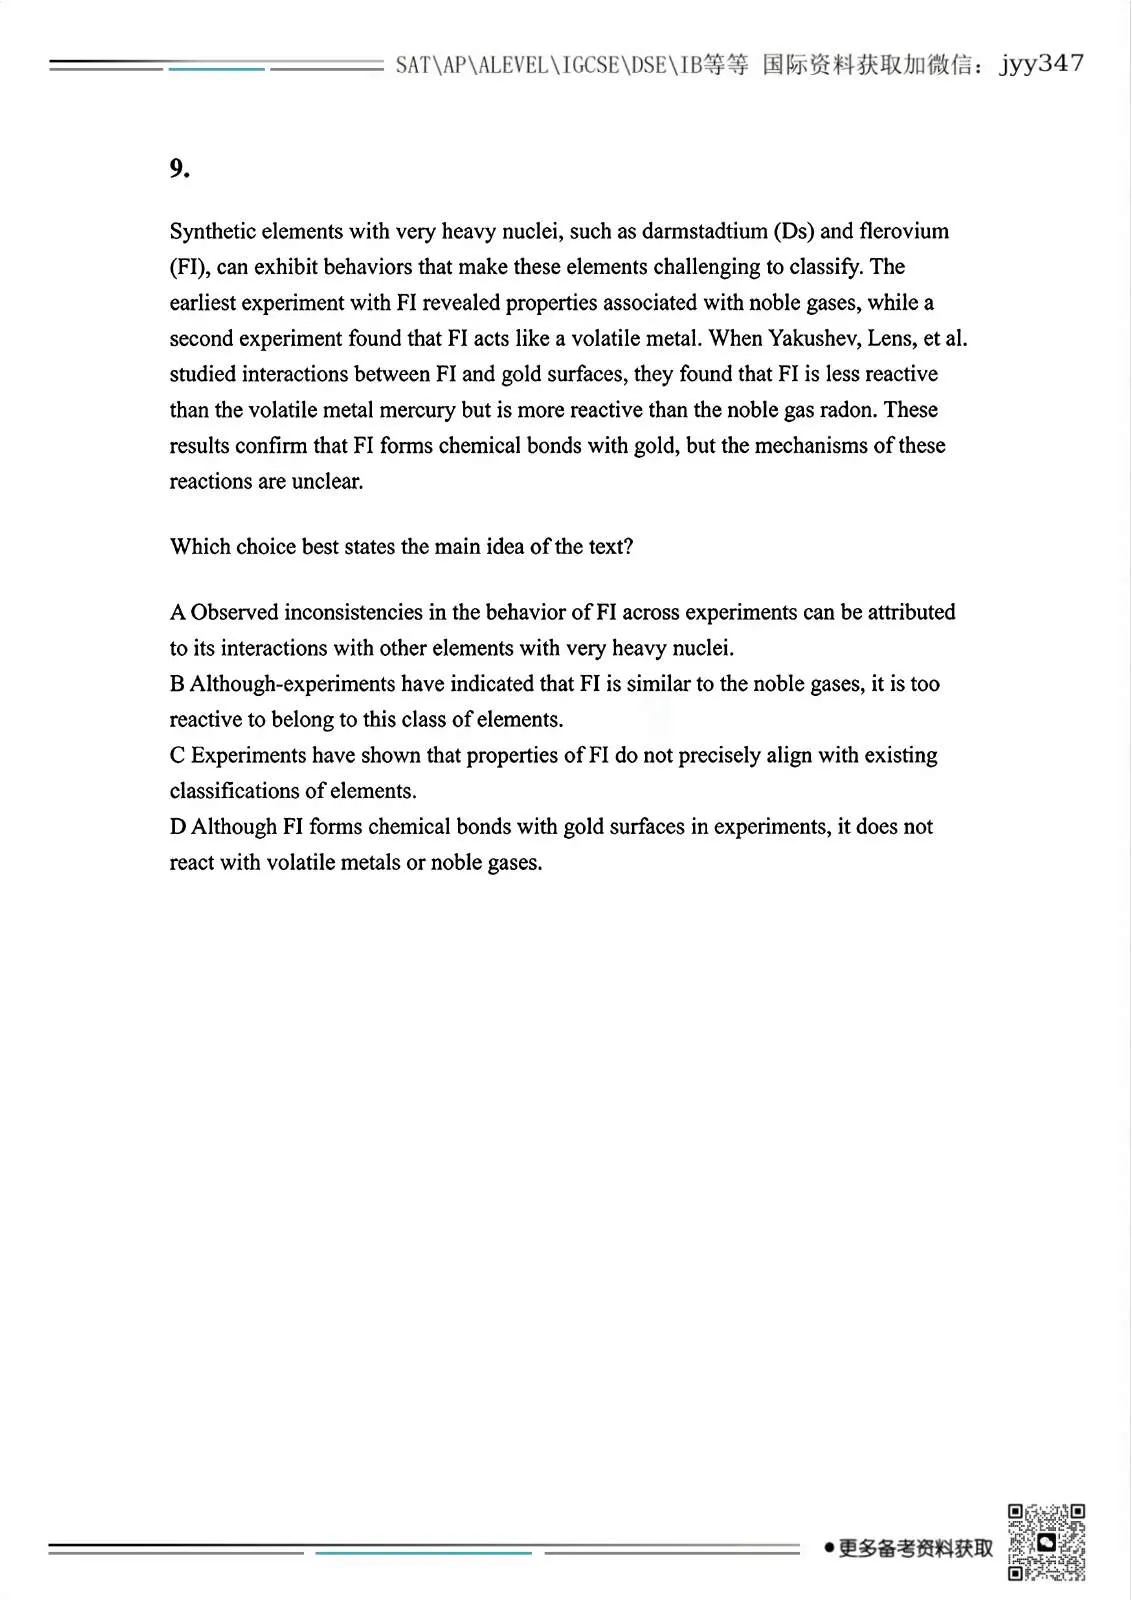 SAT\AP\ALEVEL\IGCSE\DSE\IB等等 国际资料获取加微信：jyy347
9.
Synthetic elements with very heavy nuclei, such as darmstadtium (Ds) and flerovium
(FI), can exhibit behaviors that make these elements challenging to classify. The
earliest experiment with FI revealed properties associated with noble gases, while a
second experiment found that FI acts like a volatile metal. When Yakushev, Lens, et al.
studied interactions between FI and gold surfaces, they found that FI is less reactive
than the volatile metal mercury but is more reactive than the noble gas radon. These
results confirm that FI forms chemical bonds with gold, but the mechanisms of these
reactions are unclear.
Which choice best states the main idea of the text?
A Observed inconsistencies in the behavior of FI across experiments can be attributed
to its interactions with other elements with very heavy nuclei.
B Although-experiments have indicated that FI is similar to the noble gases, it is too
reactive to belong to this class of elements.
C Experiments have shown that properties of FI do not precisely align with existing
classifications of elements.
D Although FI forms chemical bonds with gold surfaces in experiments, it does not
react with volatile metals or noble gases.
●更多备考资料获取